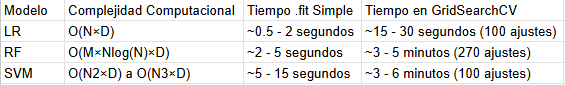 Modelo Complejidad Computacional Tiempo .fit Simple Tiempo en GridSearchCV
LR O(N×D) ~0.5 - 2 segundos ~15 - 30 segundos (100 ajustes)
RF O(M×Nlog(N)×D) ~2 - 5 segundos ~3 - 5 minutos (270 ajustes)
SVM O(N2×D) a O(N3×D) ~5 - 15 segundos ~3 - 6 minutos (100 ajustes)